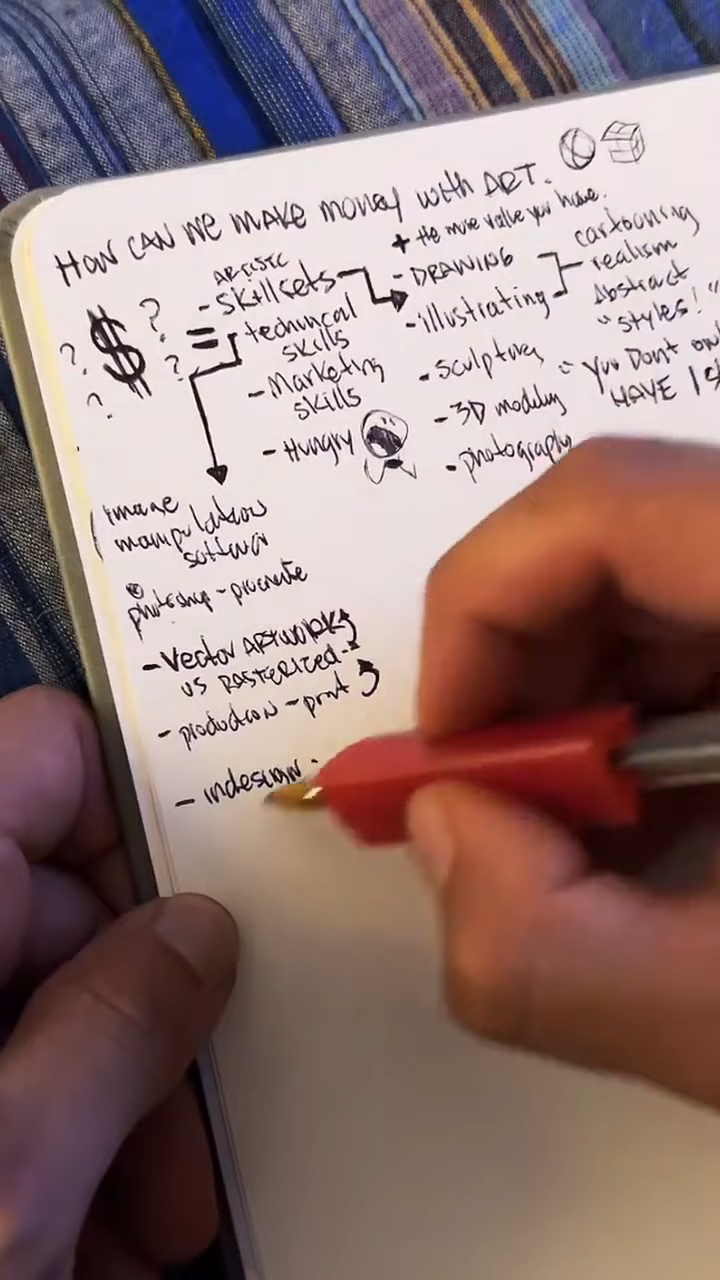 HOW CAN WE MAKE MONEY WITH ART.
+ the more value you have.
ARTISTIC
- Skillsets
? $ ? ? ? =
technical
skills
- Marketing
skills
- Hungry
- DRAWING
- illustrating
- sculpting
- 3D modeling
- photography
cartooning
realism
Abstract
"styles!"
"You DONT
HAVE 1
image
manipulation
software
photoshop - procreate
- Vector ARTWORK
VS RASTERIZED -
- production - print
- indesign